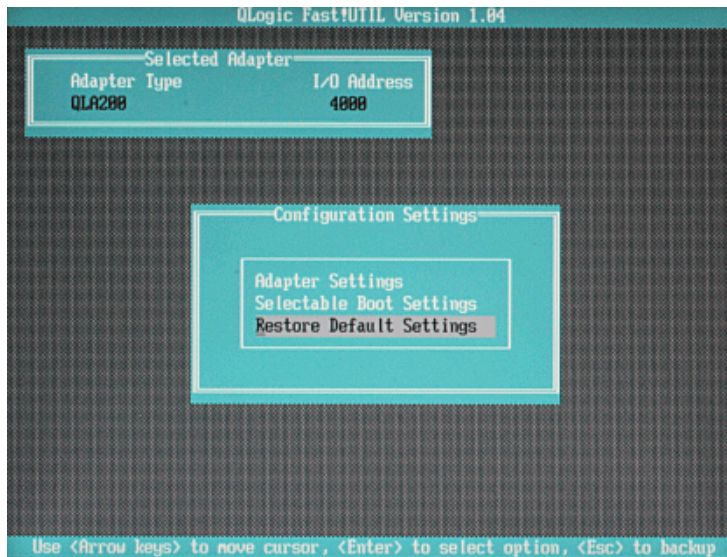 QLogic Fast!UTIL Version 1.04
Selected Adapter
Adapter Type I/O Address
QLA200 4000
Configuration Settings
Adapter Settings
Selectable Boot Settings
Restore Default Settings
Use <Arrow keys> to move cursor, <Enter> to select option, <Esc> to backup